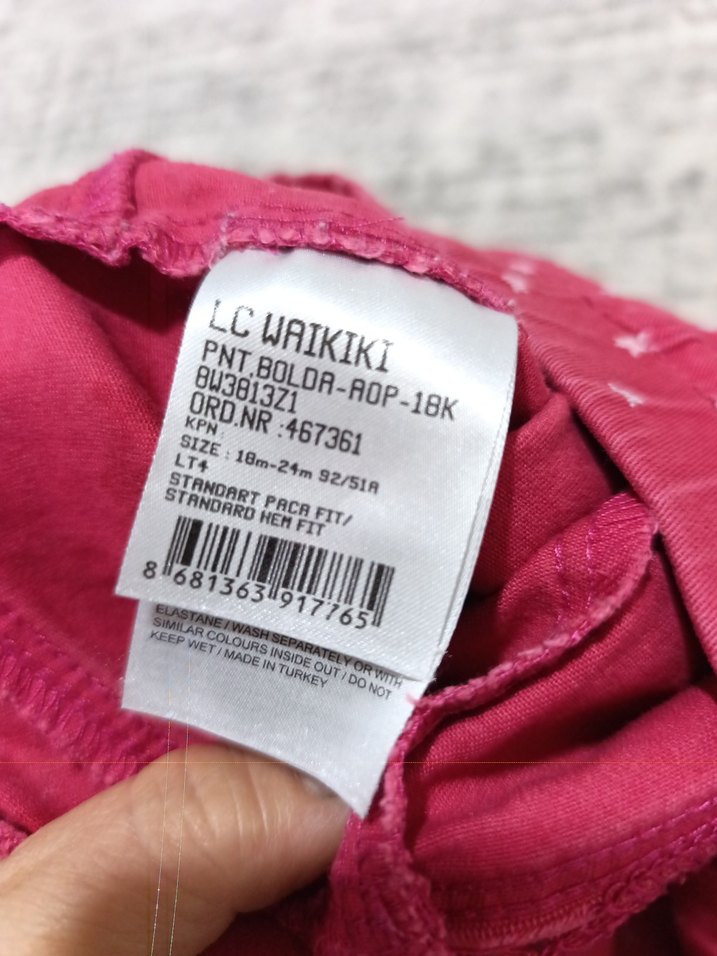 LC WAIKIKI
PNT.BOLDA-AOP-18K
8W3813Z1
ORD.NR :467361
KPN :
SIZE : 18m-24m 92/51A
LT4
STANDART PACA FIT/
STANDARD HEM FIT
8 681363 917765
ELASTANE / WASH SEPARATELY OR WITH
SIMILAR COLOURS INSIDE OUT / DO NOT
KEEP WET / MADE IN TURKEY